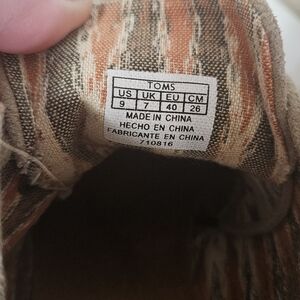 TOMS
US UK EU CM
9 7 40 26
MADE IN CHINA
HECHO EN CHINA
FABRICANTE EN CHINA
710816